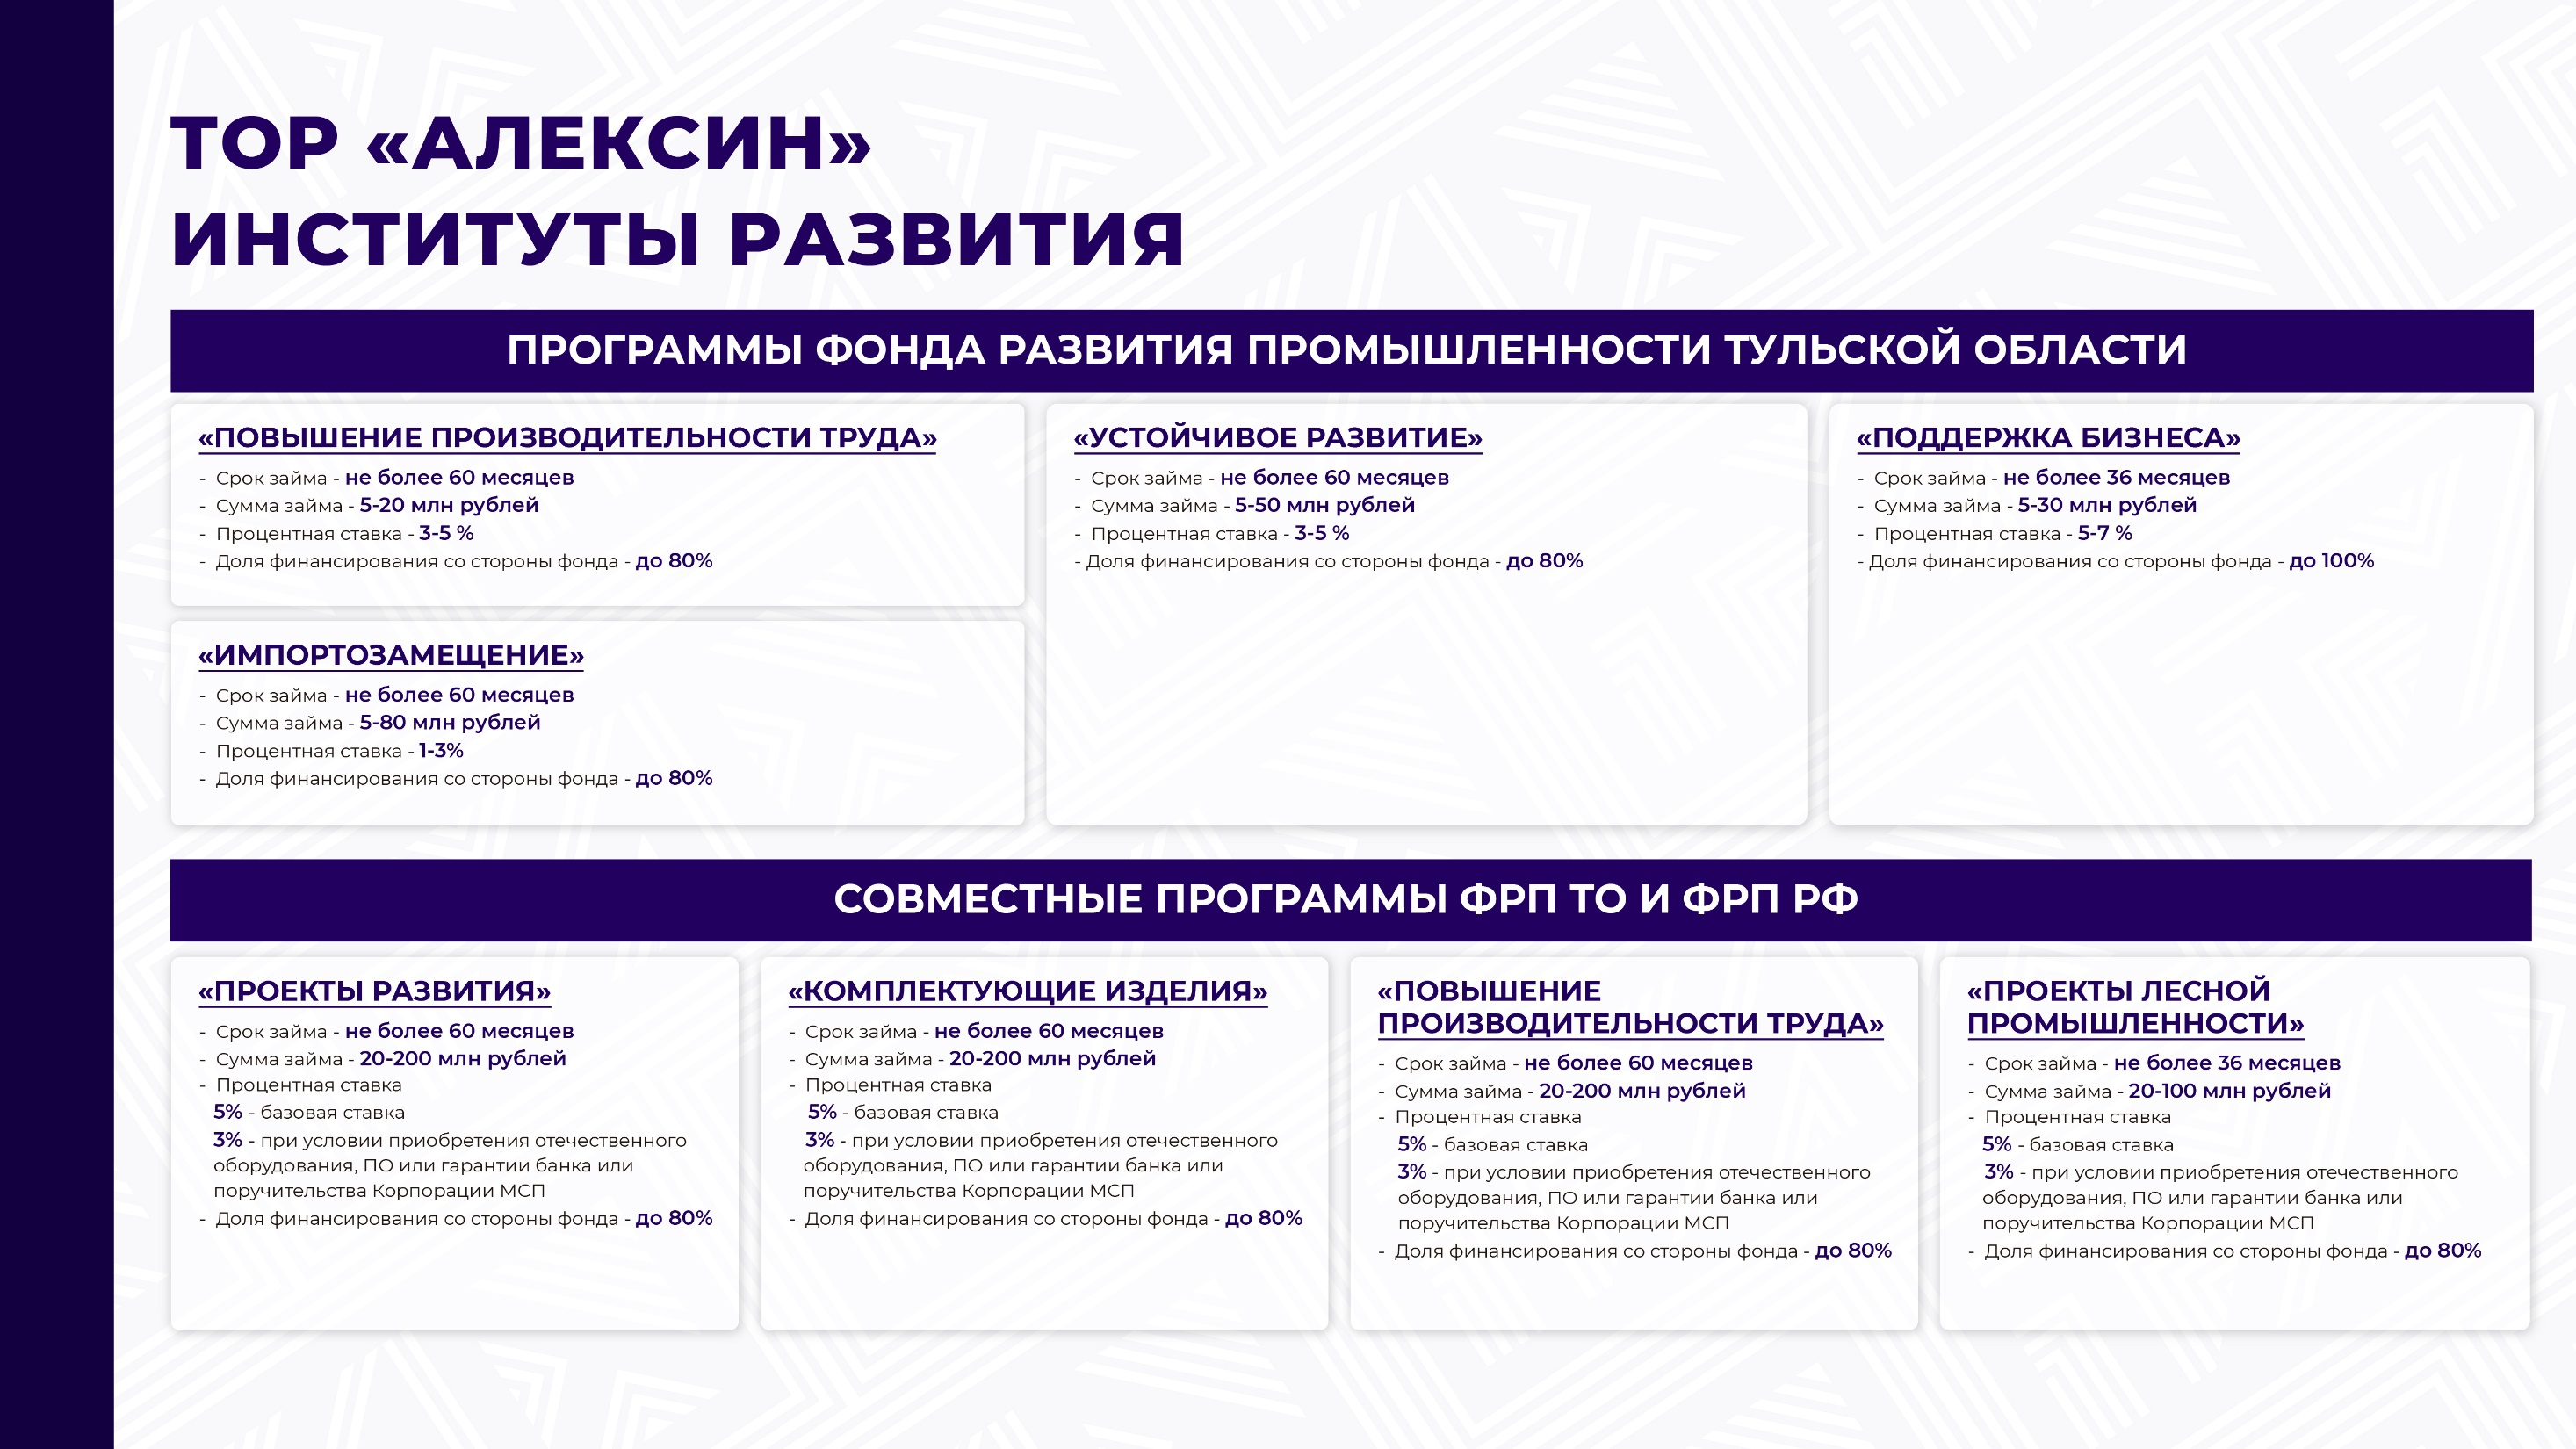 ТОР «АЛЕКСИН»
ИНСТИТУТЫ РАЗВИТИЯ
ПРОГРАММЫ ФОНДА РАЗВИТИЯ ПРОМЫШЛЕННОСТИ ТУЛЬСКОЙ ОБЛАСТИ
«ПОВЫШЕНИЕ ПРОИЗВОДИТЕЛЬНОСТИ ТРУДА»
- Срок займа - не более 60 месяцев
- Сумма займа - 5-20 млн рублей
- Процентная ставка - 3-5 %
- Доля финансирования со стороны фонда - до 80%
«ИМПОРТОЗАМЕЩЕНИЕ»
- Срок займа - не более 60 месяцев
- Сумма займа - 5-80 млн рублей
- Процентная ставка - 1-3%
- Доля финансирования со стороны фонда - до 80%
«УСТОЙЧИВОЕ РАЗВИТИЕ»
- Срок займа - не более 60 месяцев
- Сумма займа - 5-50 млн рублей
- Процентная ставка - 3-5 %
- Доля финансирования со стороны фонда - до 80%
«ПОДДЕРЖКА БИЗНЕСА»
- Срок займа - не более 36 месяцев
- Сумма займа - 5-30 млн рублей
- Процентная ставка - 5-7 %
- Доля финансирования со стороны фонда - до 100%
СОВМЕСТНЫЕ ПРОГРАММЫ ФРП ТО И ФРП РФ
«ПРОЕКТЫ РАЗВИТИЯ»
- Срок займа - не более 60 месяцев
- Сумма займа - 20-200 млн рублей
- Процентная ставка
5% - базовая ставка
3% - при условии приобретения отечественного
оборудования, ПО или гарантии банка или
поручительства Корпорации МСП
- Доля финансирования со стороны фонда - до 80%
«КОМПЛЕКТУЮЩИЕ ИЗДЕЛИЯ»
- Срок займа - не более 60 месяцев
- Сумма займа - 20-200 млн рублей
- Процентная ставка
5% - базовая ставка
3% - при условии приобретения отечественного
оборудования, ПО или гарантии банка или
поручительства Корпорации МСП
- Доля финансирования со стороны фонда - до 80%
«ПОВЫШЕНИЕ
ПРОИЗВОДИТЕЛЬНОСТИ ТРУДА»
- Срок займа - не более 60 месяцев
- Сумма займа - 20-200 млн рублей
- Процентная ставка
5% - базовая ставка
3% - при условии приобретения отечественного
оборудования, ПО или гарантии банка или
поручительства Корпорации МСП
- Доля финансирования со стороны фонда - до 80%
«ПРОЕКТЫ ЛЕСНОЙ
ПРОМЫШЛЕННОСТИ»
- Срок займа - не более 36 месяцев
- Сумма займа - 20-100 млн рублей
- Процентная ставка
5% - базовая ставка
3% - при условии приобретения отечественного
оборудования, ПО или гарантии банка или
поручительства Корпорации МСП
- Доля финансирования со стороны фонда - до 80%